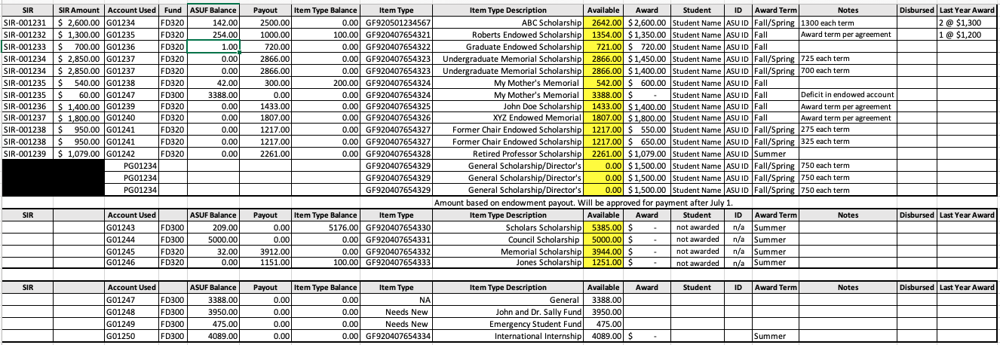 SIR SIR Amount Account Used Fund ASUF Balance Payout Item Type Balance Item Type Item Type Description Available Award Student ID Award Term Notes Disbursed Last Year Award
SIR-001231 $ 2,600.00 G01234 FD320 142.00 2500.00 0.00 GF920501234567 ABC Scholarship 2642.00 $ 2,600.00 Student Name ASU ID Fall/Spring 1300 each term 2 @ $1,300
SIR-001232 $ 1,300.00 G01235 FD320 254.00 1000.00 100.00 GF920407654321 Roberts Endowed Scholarship 1354.00 $ 1,350.00 Student Name ASU ID Fall Award term per agreement 1 @ $1,200
SIR-001233 $ 700.00 G01236 FD320 1.00 720.00 0.00 GF920407654322 Graduate Endowed Scholarship 721.00 $ 720.00 Student Name ASU ID Fall
SIR-001234 $ 2,850.00 G01237 FD320 0.00 2866.00 0.00 GF920407654323 Undergraduate Memorial Scholarship 2866.00 $ 1,450.00 Student Name ASU ID Fall/Spring 725 each term
SIR-001234 $ 2,850.00 G01237 FD320 0.00 2866.00 0.00 GF920407654323 Undergraduate Memorial Scholarship 2866.00 $ 1,400.00 Student Name ASU ID Fall/Spring 700 each term
SIR-001235 $ 540.00 G01238 FD320 42.00 300.00 200.00 GF920407654324 My Mother's Memorial 542.00 $ 600.00 Student Name ASU ID Fall
SIR-001235 $ 60.00 G01247 FD300 3388.00 0.00 0.00 GF920407654324 My Mother's Memorial 3388.00 $ - Student Name ASU ID Fall Deficit in endowed account
SIR-001236 $ 1,400.00 G01239 FD320 0.00 1433.00 0.00 GF920407654325 John Doe Scholarship 1433.00 $ 1,400.00 Student Name ASU ID Fall Award term per agreement
SIR-001237 $ 1,800.00 G01240 FD320 0.00 1807.00 0.00 GF920407654326 XYZ Endowed Memorial 1807.00 $ 1,800.00 Student Name ASU ID Fall Award term per agreement
SIR-001238 $ 950.00 G01241 FD320 0.00 1217.00 0.00 GF920407654327 Former Chair Endowed Scholarship 1217.00 $ 550.00 Student Name ASU ID Fall/Spring 275 each term
SIR-001238 $ 950.00 G01241 FD320 0.00 1217.00 0.00 GF920407654327 Former Chair Endowed Scholarship 1217.00 $ 650.00 Student Name ASU ID Fall/Spring 325 each term
SIR-001239 $ 1,079.00 G01242 FD320 0.00 2261.00 0.00 GF920407654328 Retired Professor Scholarship 2261.00 $ 1,079.00 Student Name ASU ID Summer
PG01234 GF920407654329 General Scholarship/Director's 0.00 $ 1,500.00 Student Name ASU ID Fall/Spring 750 each term
PG01234 GF920407654329 General Scholarship/Director's 0.00 $ 1,500.00 Student Name ASU ID Fall/Spring 750 each term
PG01234 GF920407654329 General Scholarship/Director's 0.00 $ 1,500.00 Student Name ASU ID Fall/Spring 750 each term
Amount based on endowment payout. Will be approved for payment after July 1.
SIR Account Used ASUF Balance Payout Item Type Balance Item Type Item Type Description Available Award Student ID Award Term Notes Disbursed Last Year Award
G01243 FD300 209.00 0.00 5176.00 GF920407654330 Scholars Scholarship 5385.00 $ - not awarded n/a Summer
G01244 FD300 5000.00 0.00 0.00 GF920407654331 Council Scholarship 5000.00 $ - not awarded n/a Summer
G01245 FD320 32.00 3912.00 0.00 GF920407654332 Memorial Scholarship 3944.00 $ - not awarded n/a Summer
G01246 FD320 0.00 1151.00 100.00 GF920407654333 Jones Scholarship 1251.00 $ - not awarded n/a Summer
SIR Account Used ASUF Balance Payout Item Type Balance Item Type Item Type Description Available Award Student ID Award Term Notes Disbursed Last Year Award
G01247 FD300 3388.00 0.00 0.00 NA General 3388.00
G01248 FD300 3950.00 0.00 0.00 Needs New John and Dr. Sally Fund 3950.00
G01249 FD300 475.00 0.00 0.00 Needs New Emergency Student Fund 475.00
G01250 FD300 4089.00 0.00 0.00 GF920407654334 International Internship 4089.00 $ - Summer